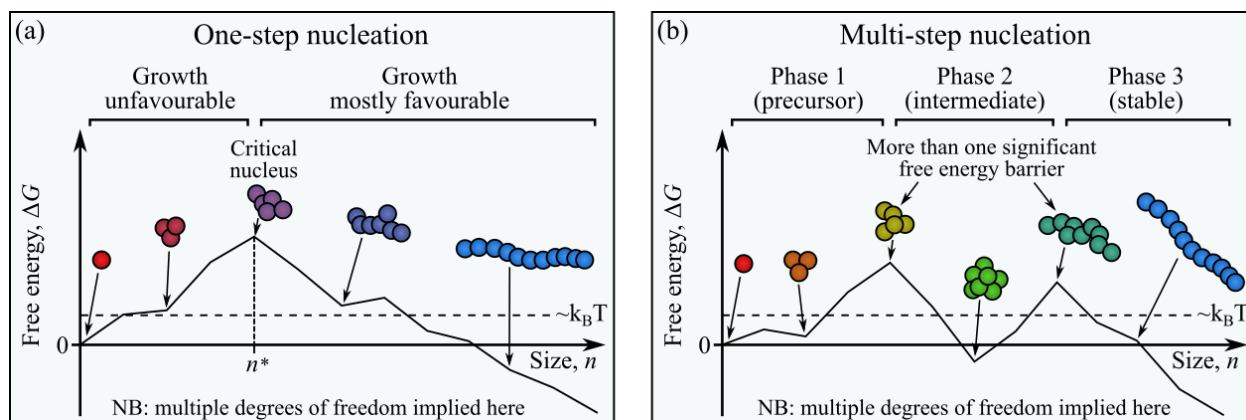 (a)
One-step nucleation
Growth
unfavourable
Growth
mostly favourable
Critical
nucleus
Free energy, ΔG
~k_BT
0
n*
Size, n
NB: multiple degrees of freedom implied here
(b)
Multi-step nucleation
Phase 1
(precursor)
Phase 2
(intermediate)
Phase 3
(stable)
More than one significant
free energy barrier
Free energy, ΔG
~k_BT
0
Size, n
NB: multiple degrees of freedom implied here